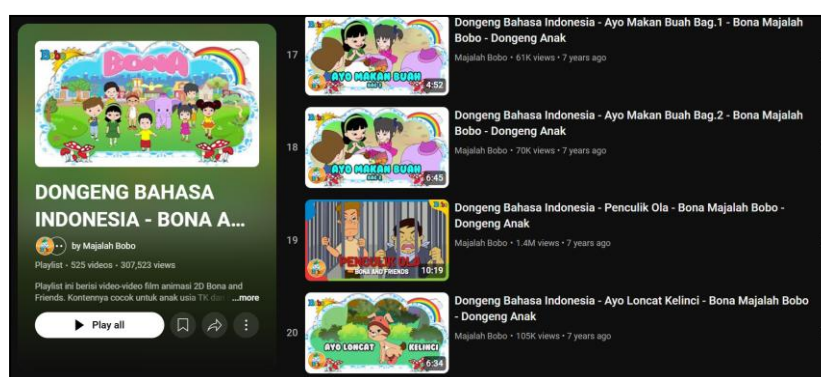 Bobo
BONA
DONGENG BAHASA
INDONESIA - BONA A...
by Majalah Bobo
Playlist • 525 videos • 307,523 views
Playlist ini berisi video-video film animasi 2D Bona and
Friends. Kontennya cocok untuk anak usia TK dan ...more
Play all
17
AYO MAKAN BUAH
BAG 1
4:52
Dongeng Bahasa Indonesia - Ayo Makan Buah Bag.1 - Bona Majalah
Bobo - Dongeng Anak
Majalah Bobo • 61K views • 7 years ago
18
Bobo
AYO MAKAN BUAH
6:45
Dongeng Bahasa Indonesia - Ayo Makan Buah Bag.2 - Bona Majalah
Bobo - Dongeng Anak
Majalah Bobo • 70K views • 7 years ago
19
PENCULIK OLA
BONA AND FRIENDS
10:19
Dongeng Bahasa Indonesia - Penculik Ola - Bona Majalah Bobo -
Dongeng Anak
Majalah Bobo • 1.4M views • 7 years ago
20
Bobo
AYO LONCAT KELINCI
6:34
Dongeng Bahasa Indonesia - Ayo Loncat Kelinci - Bona Majalah Bobo
- Dongeng Anak
Majalah Bobo • 105K views • 7 years ago